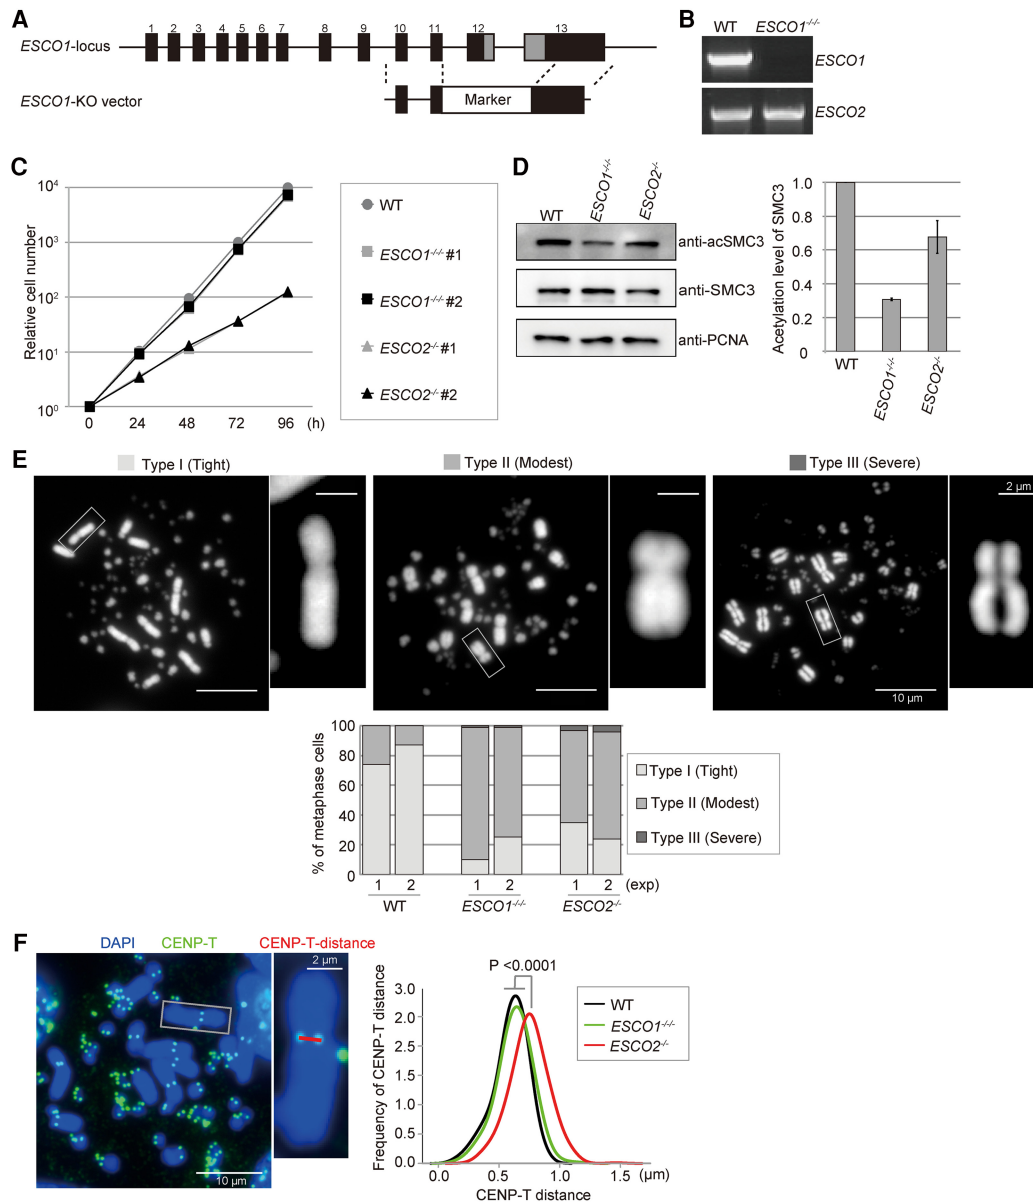 A
1 2 3 4 5 6 7 8 9 10 11 12 13
ESCO1-locus
ESCO1-KO vector
Marker
B
WT ESCO1-/-/-
ESCO1
ESCO2
C
Relative cell number
10⁴
10³
10²
10¹
10⁰
0 24 48 72 96 (h)
WT
ESCO1-/-/- #1
ESCO1-/-/- #2
ESCO2-/- #1
ESCO2-/- #2
D
WT ESCO1-/-/- ESCO2-/-
anti-acSMC3
anti-SMC3
anti-PCNA
Acetylation level of SMC3
1.0
0.8
0.6
0.4
0.2
0
WT ESCO1-/-/- ESCO2-/-
E
Type I (Tight)
Type II (Modest)
Type III (Severe)
2 µm
10 µm
% of metaphase cells
100
80
60
40
20
0
1 2 1 2 1 2 (exp)
WT ESCO1-/-/- ESCO2-/-
Type I (Tight)
Type II (Modest)
Type III (Severe)
F
DAPI CENP-T CENP-T-distance
2 µm
10 µm
P <0.0001
Frequency of CENP-T distance
3.0
2.0
2.5
1.5
1.0
0.5
0.0
0.0 0.5 1.0 1.5 (µm)
CENP-T distance
WT
ESCO1-/-/-
ESCO2-/-